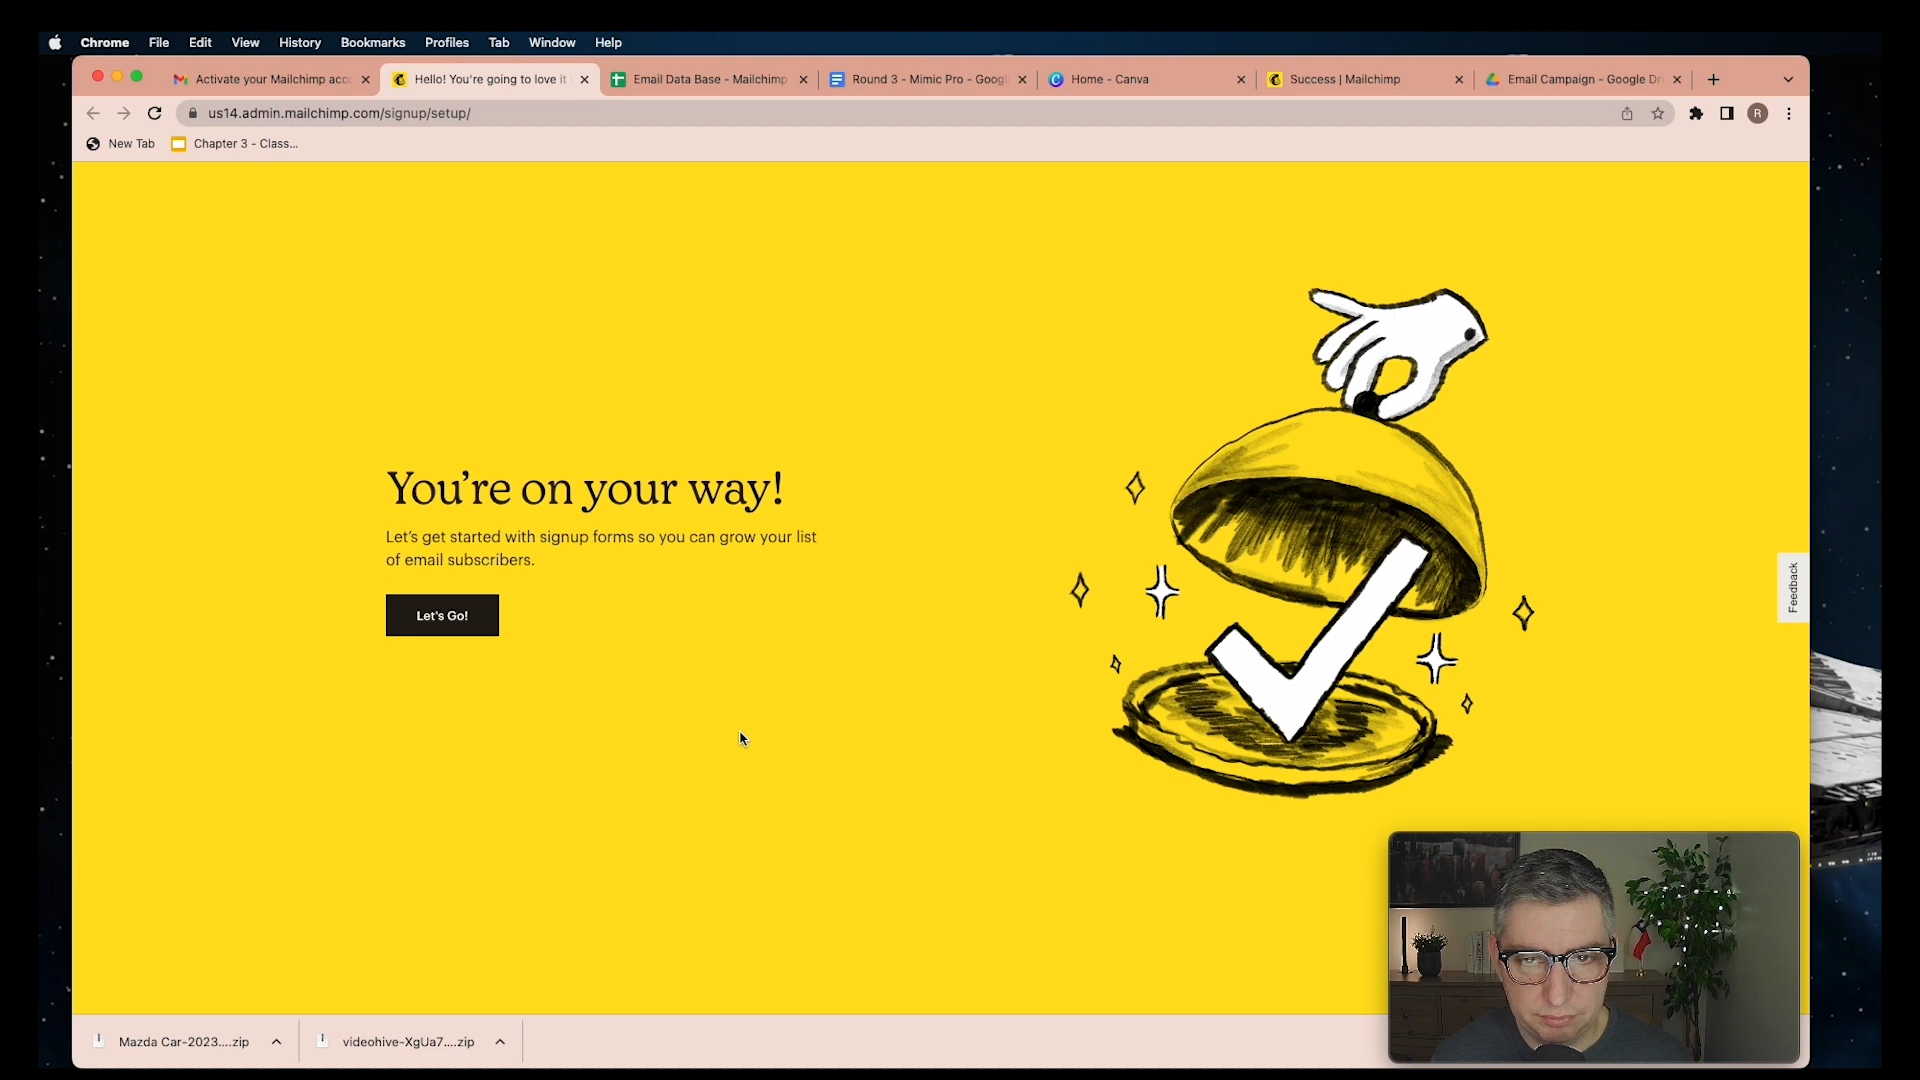 Chrome File Edit View History Bookmarks Profiles Tab Window Help
Activate your Mailchimp acc Hello! You're going to love it Email Data Base - Mailchimp Round 3 - Mimic Pro - Goog Home - Canva Success | Mailchimp Email Campaign - Google Dr
us14.admin.mailchimp.com/signup/setup/ R
New Tab Chapter 3 - Class...
You're on your way!
Let's get started with signup forms so you can grow your list
of email subscribers.
Let's Go!
Feedback
Mazda Car-2023....zip videohive-XgUa7....zip